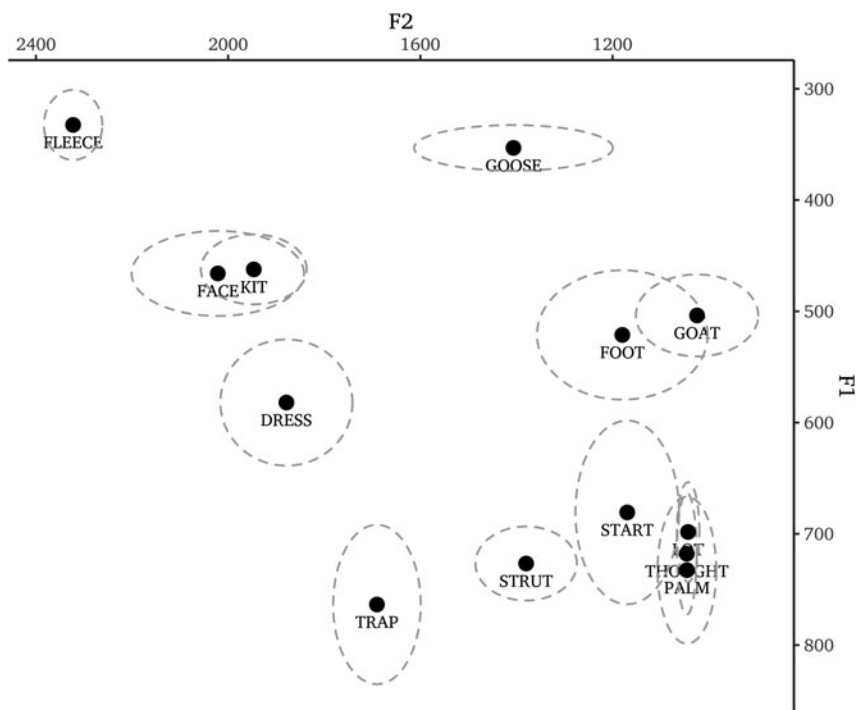 F2
2400 2000 1600 1200
300
FLEECE
GOOSE
400
FACE KIT
500
GOAT
FOOT
F1
DRESS
600
START
700
LOT
THOUGHT
STRUT
PALM
TRAP
800